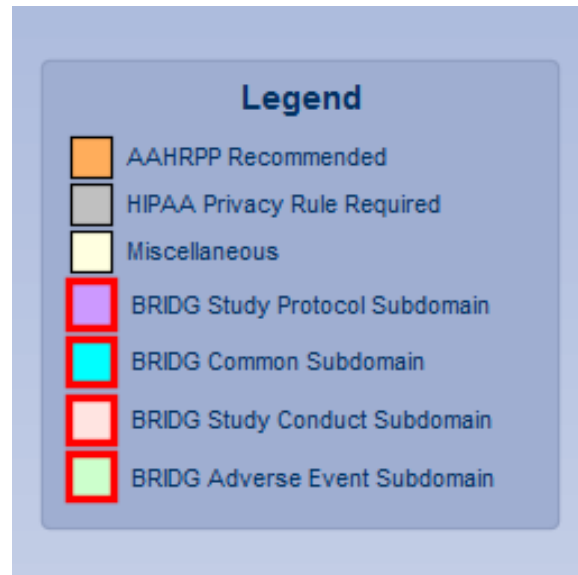 Legend
AAHRPP Recommended
HIPAA Privacy Rule Required
Miscellaneous
BRIDG Study Protocol Subdomain
BRIDG Common Subdomain
BRIDG Study Conduct Subdomain
BRIDG Adverse Event Subdomain